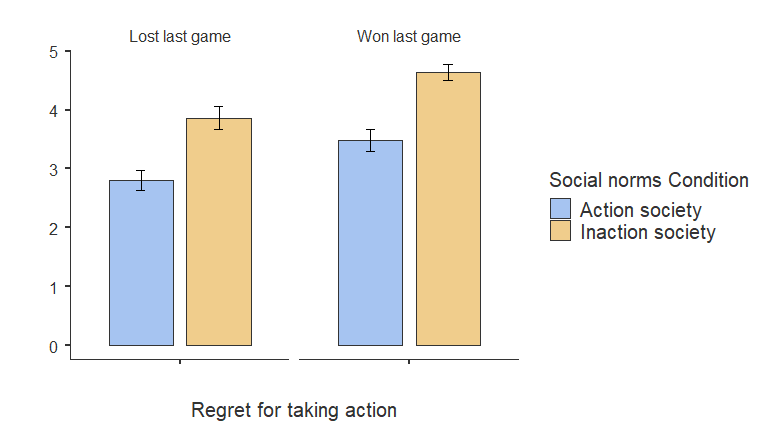 Lost last game
Won last game
5
4
3
2
1
0
Social norms Condition
Action society
Inaction society
Regret for taking action